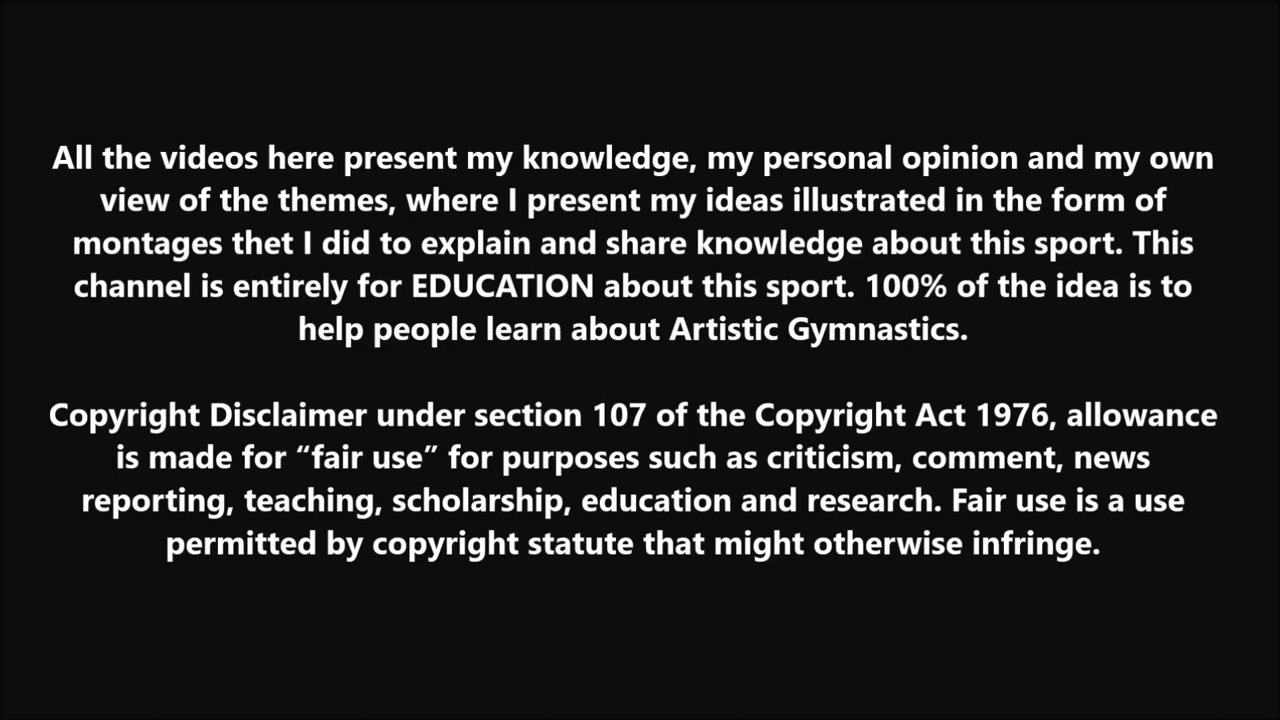 All the videos here present my knowledge, my personal opinion and my own
view of the themes, where I present my ideas illustrated in the form of
montages thet I did to explain and share knowledge about this sport. This
channel is entirely for EDUCATION about this sport. 100% of the idea is to
help people learn about Artistic Gymnastics.
Copyright Disclaimer under section 107 of the Copyright Act 1976, allowance
is made for “fair use” for purposes such as criticism, comment, news
reporting, teaching, scholarship, education and research. Fair use is a use
permitted by copyright statute that might otherwise infringe.